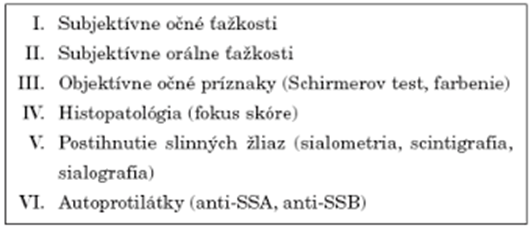 I. Subjektívne očné ťažkosti
II. Subjektívne orálne ťažkosti
III. Objektívne očné príznaky (Schirmerov test, farbenie)
IV. Histopatológia (fokus skóre)
V. Postihnutie slinných žliaz (sialometria, scintigrafia,
sialografia)
VI. Autoprotilátky (anti-SSA, anti-SSB)